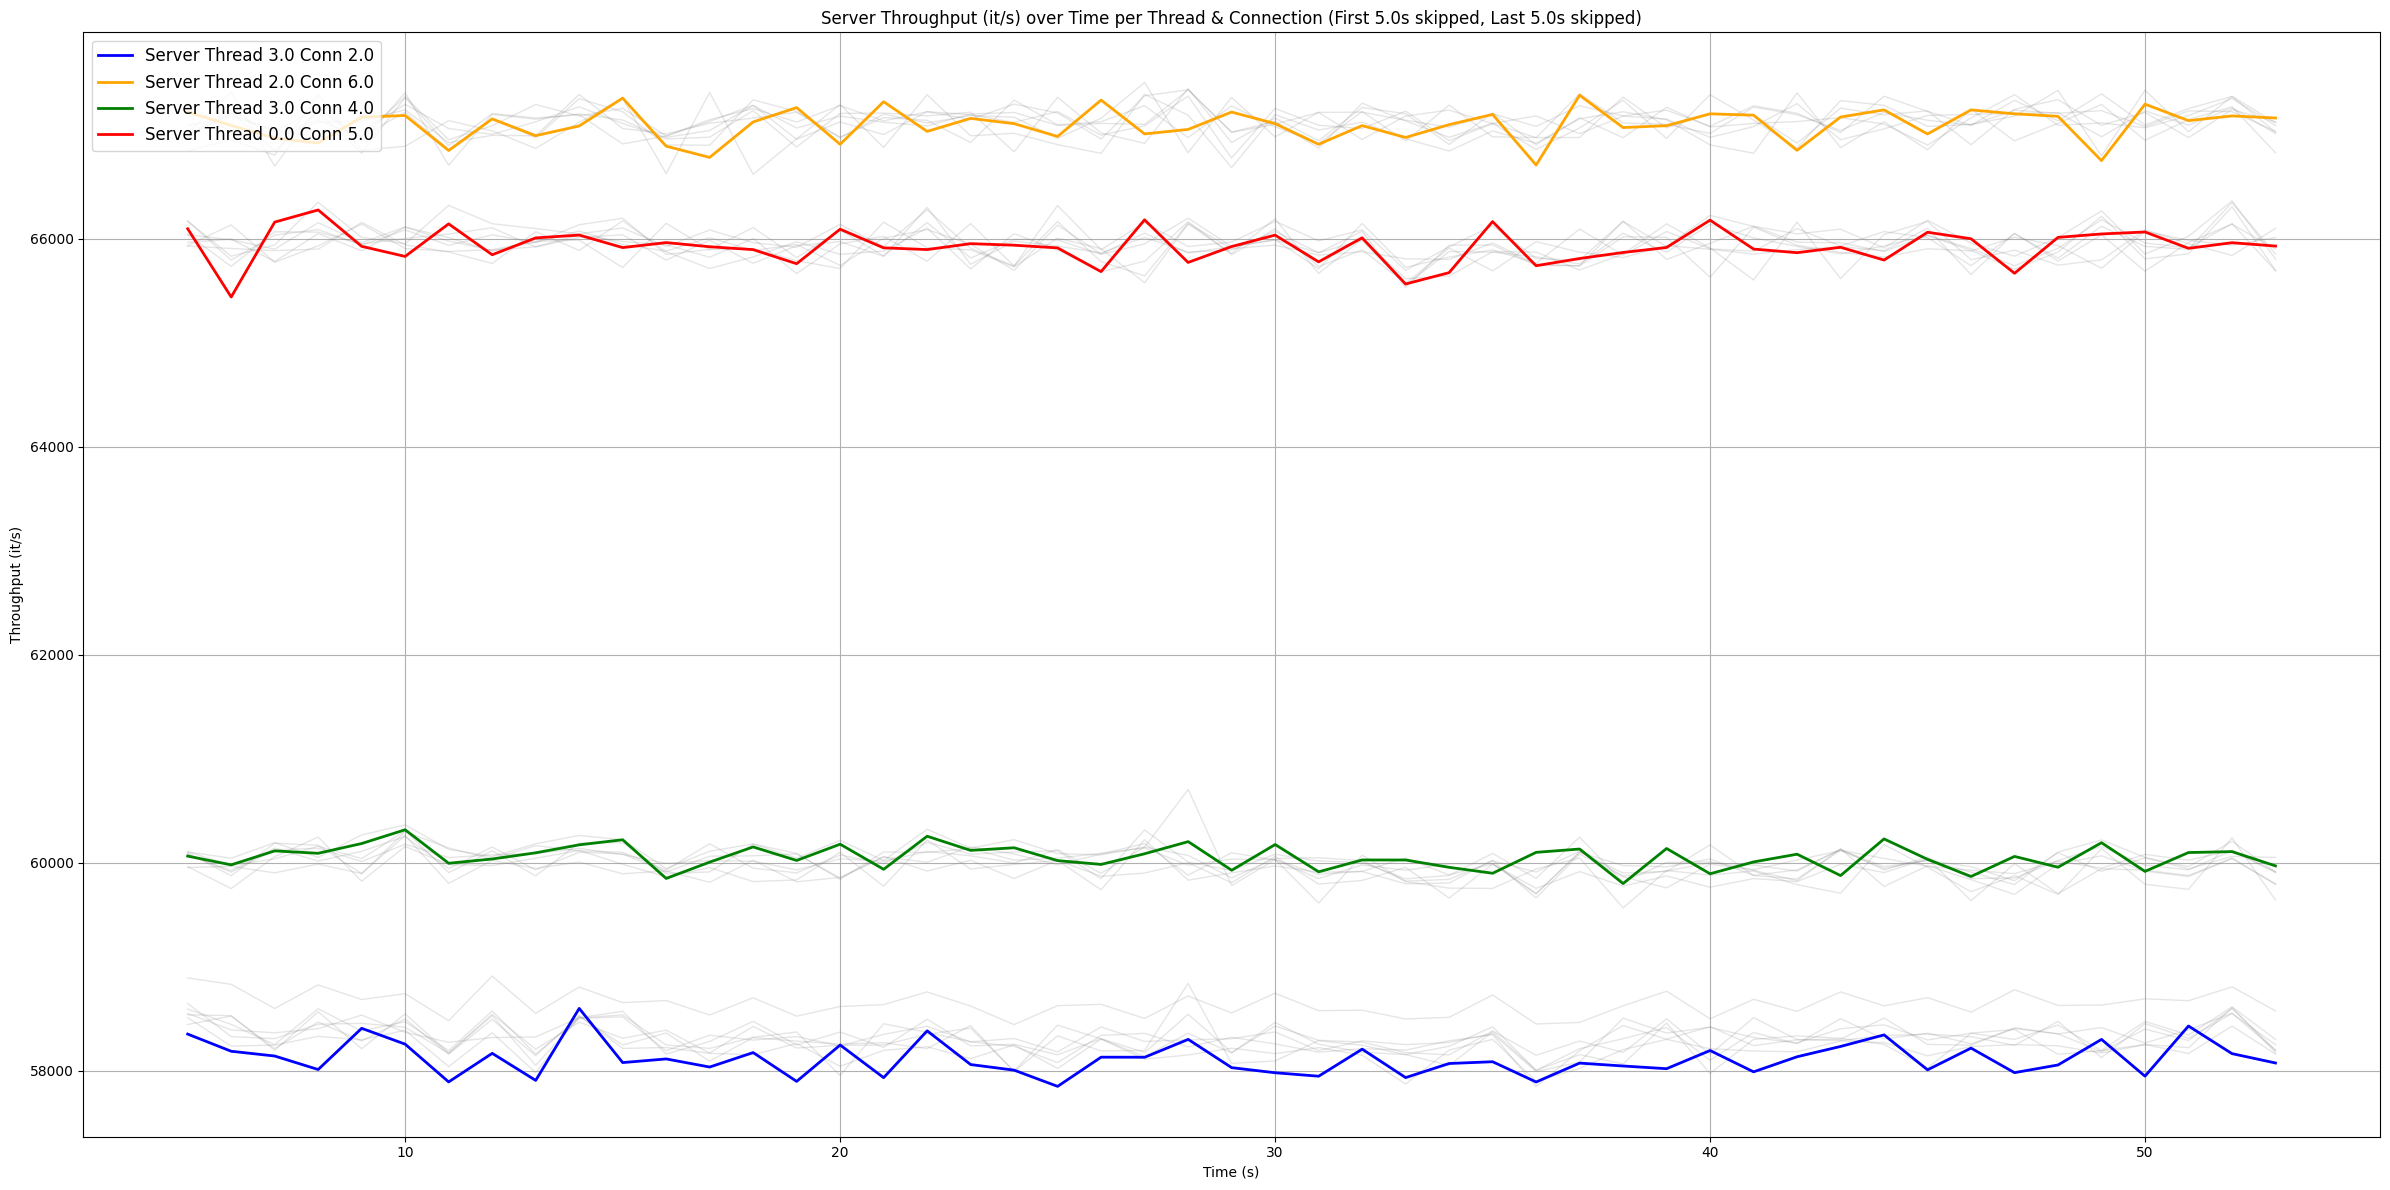 Server Throughput (it/s) over Time per Thread & Connection (First 5.0s skipped, Last 5.0s skipped)
Server Thread 3.0 Conn 2.0
Server Thread 2.0 Conn 6.0
Server Thread 3.0 Conn 4.0
Server Thread 0.0 Conn 5.0
Throughput (it/s)
66000
64000
62000
60000
58000
10
20
30
40
50
Time (s)